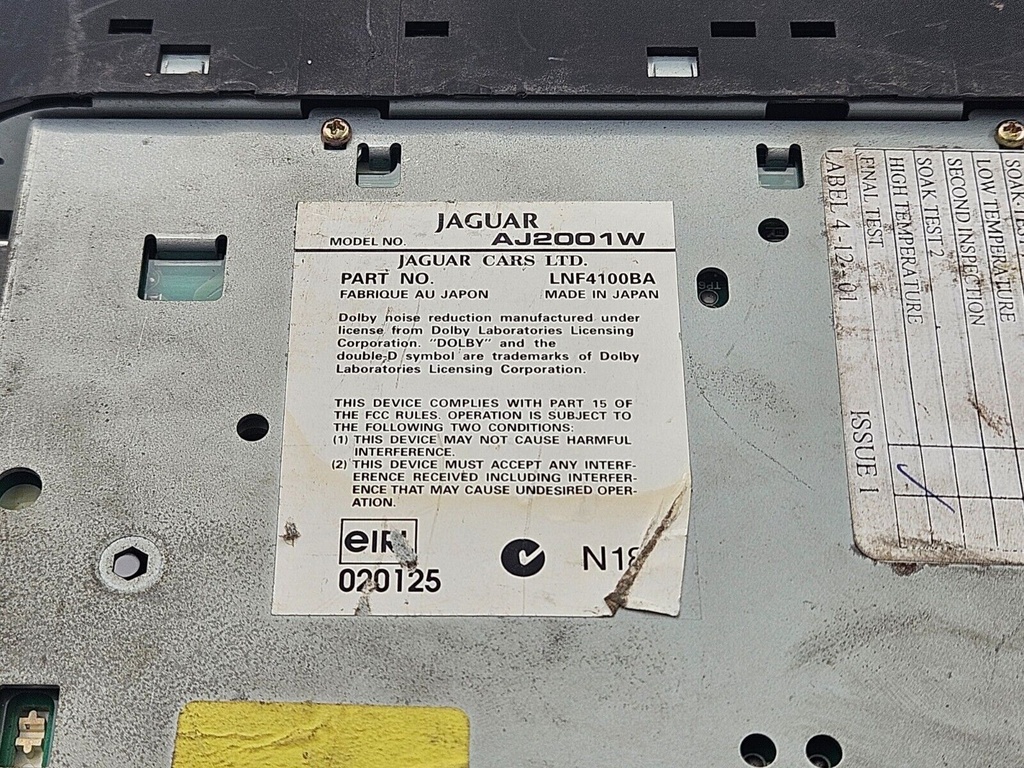 JAGUAR
MODEL NO. AJ2001W
JAGUAR CARS LTD.
PART NO. LNF4100BA
FABRIQUE AU JAPON MADE IN JAPAN
Dolby noise reduction manufactured under
license from Dolby Laboratories Licensing
Corporation. "DOLBY" and the
double-D symbol are trademarks of Dolby
Laboratories Licensing Corporation.
THIS DEVICE COMPLIES WITH PART 15 OF
THE FCC RULES. OPERATION IS SUBJECT TO
THE FOLLOWING TWO CONDITIONS:
(1) THIS DEVICE MAY NOT CAUSE HARMFUL
INTERFERENCE.
(2) THIS DEVICE MUST ACCEPT ANY INTERF-
ERENCE RECEIVED INCLUDING INTERFER-
ENCE THAT MAY CAUSE UNDESIRED OPER-
ATION.
020125
N18
LOW TEMPERATURE
SECOND INSPECTION
SOAK TEST 2
HIGH TEMPERATURE
FINAL TEST
4-12-01 ISSUE 1